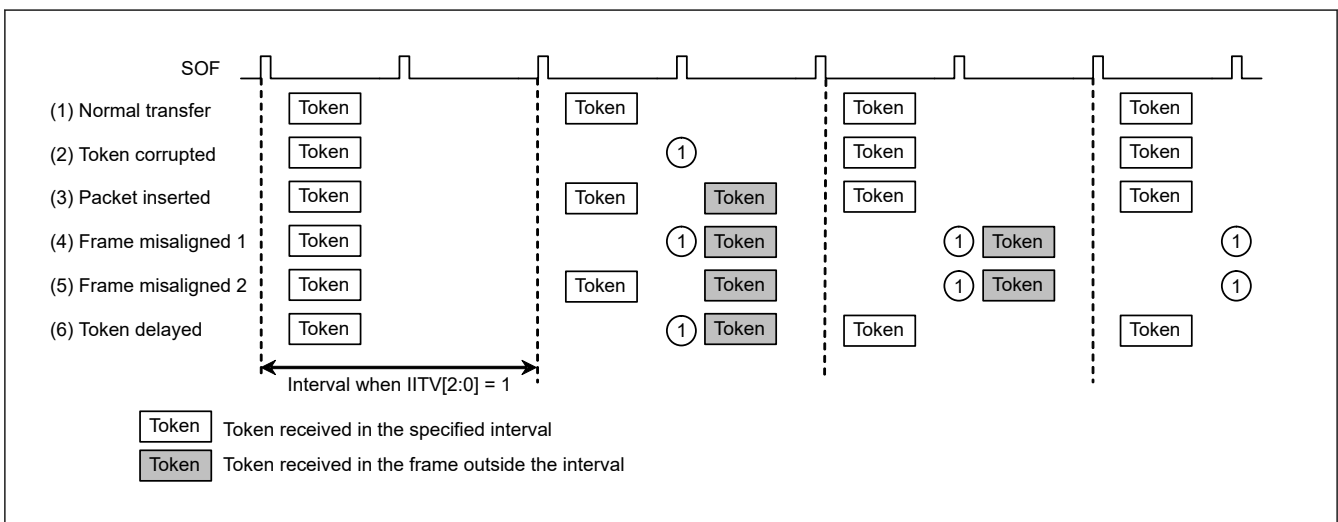 SOF
(1) Normal transfer Token Token Token Token
(2) Token corrupted Token 1 Token Token
(3) Packet inserted Token Token Token Token Token
(4) Frame misaligned 1 Token 1 Token 1 Token 1
(5) Frame misaligned 2 Token Token Token 1 Token 1
(6) Token delayed Token 1 Token Token Token
Interval when IITV[2:0] = 1
Token Token received in the specified interval
Token Token received in the frame outside the interval